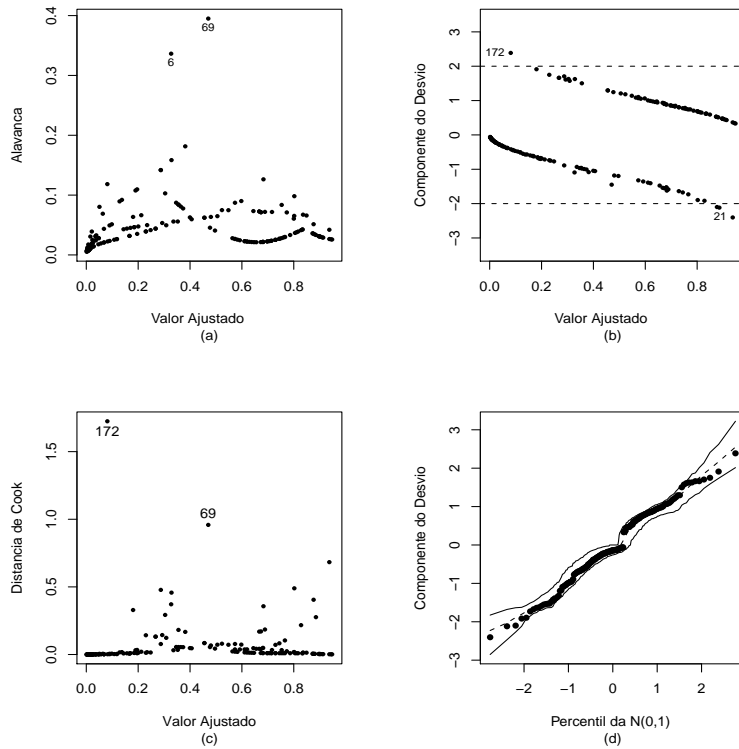 0.4
0.3
0.2
0.1
0.0
Alavanca
69
6
0.0 0.2 0.4 0.6 0.8
Valor Ajustado
(a)
3
2
1
0
−1
−2
−3
Componente do Desvio
172
21
0.0 0.2 0.4 0.6 0.8
Valor Ajustado
(b)
1.5
1.0
0.5
0.0
Distancia de Cook
172
69
0.0 0.2 0.4 0.6 0.8
Valor Ajustado
(c)
3
2
1
0
−1
−2
−3
Componente do Desvio
−2 −1 0 1 2
Percentil da N(0,1)
(d)